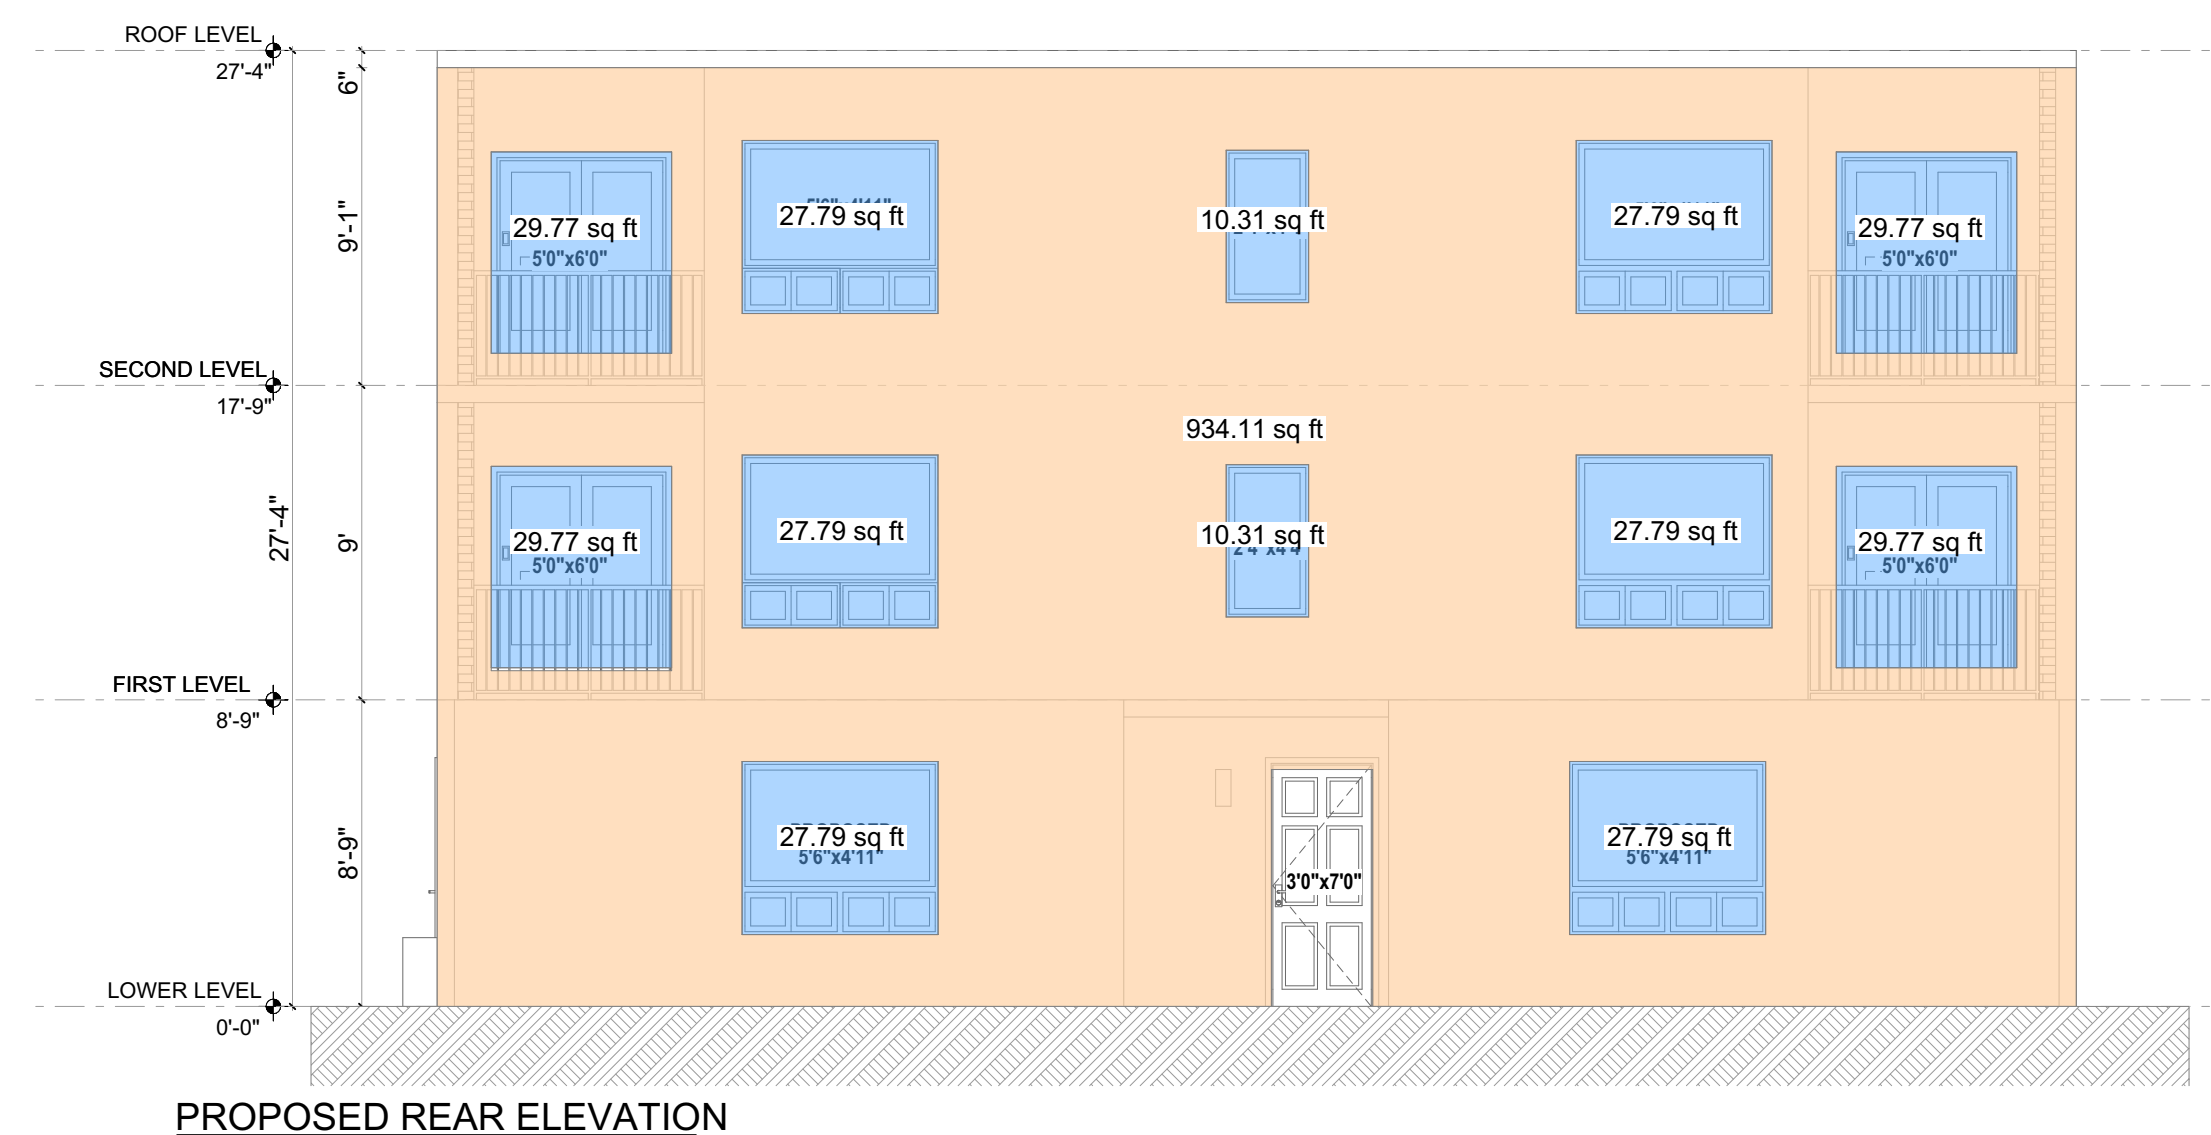 ROOF LEVEL
27'-4"
6"
29.77 sq ft
5'0"x6'0"
27.79 sq ft
10.31 sq ft
27.79 sq ft
29.77 sq ft
5'0"x6'0"
9'-1"
SECOND LEVEL
17'-9"
934.11 sq ft
27'-4"
9'
29.77 sq ft
5'0"x6'0"
27.79 sq ft
10.31 sq ft
27.79 sq ft
29.77 sq ft
5'0"x6'0"
FIRST LEVEL
8'-9"
8'-9"
27.79 sq ft
5'6"x4'11"
3'0"x7'0"
27.79 sq ft
5'6"x4'11"
LOWER LEVEL
0'-0"
PROPOSED REAR ELEVATION